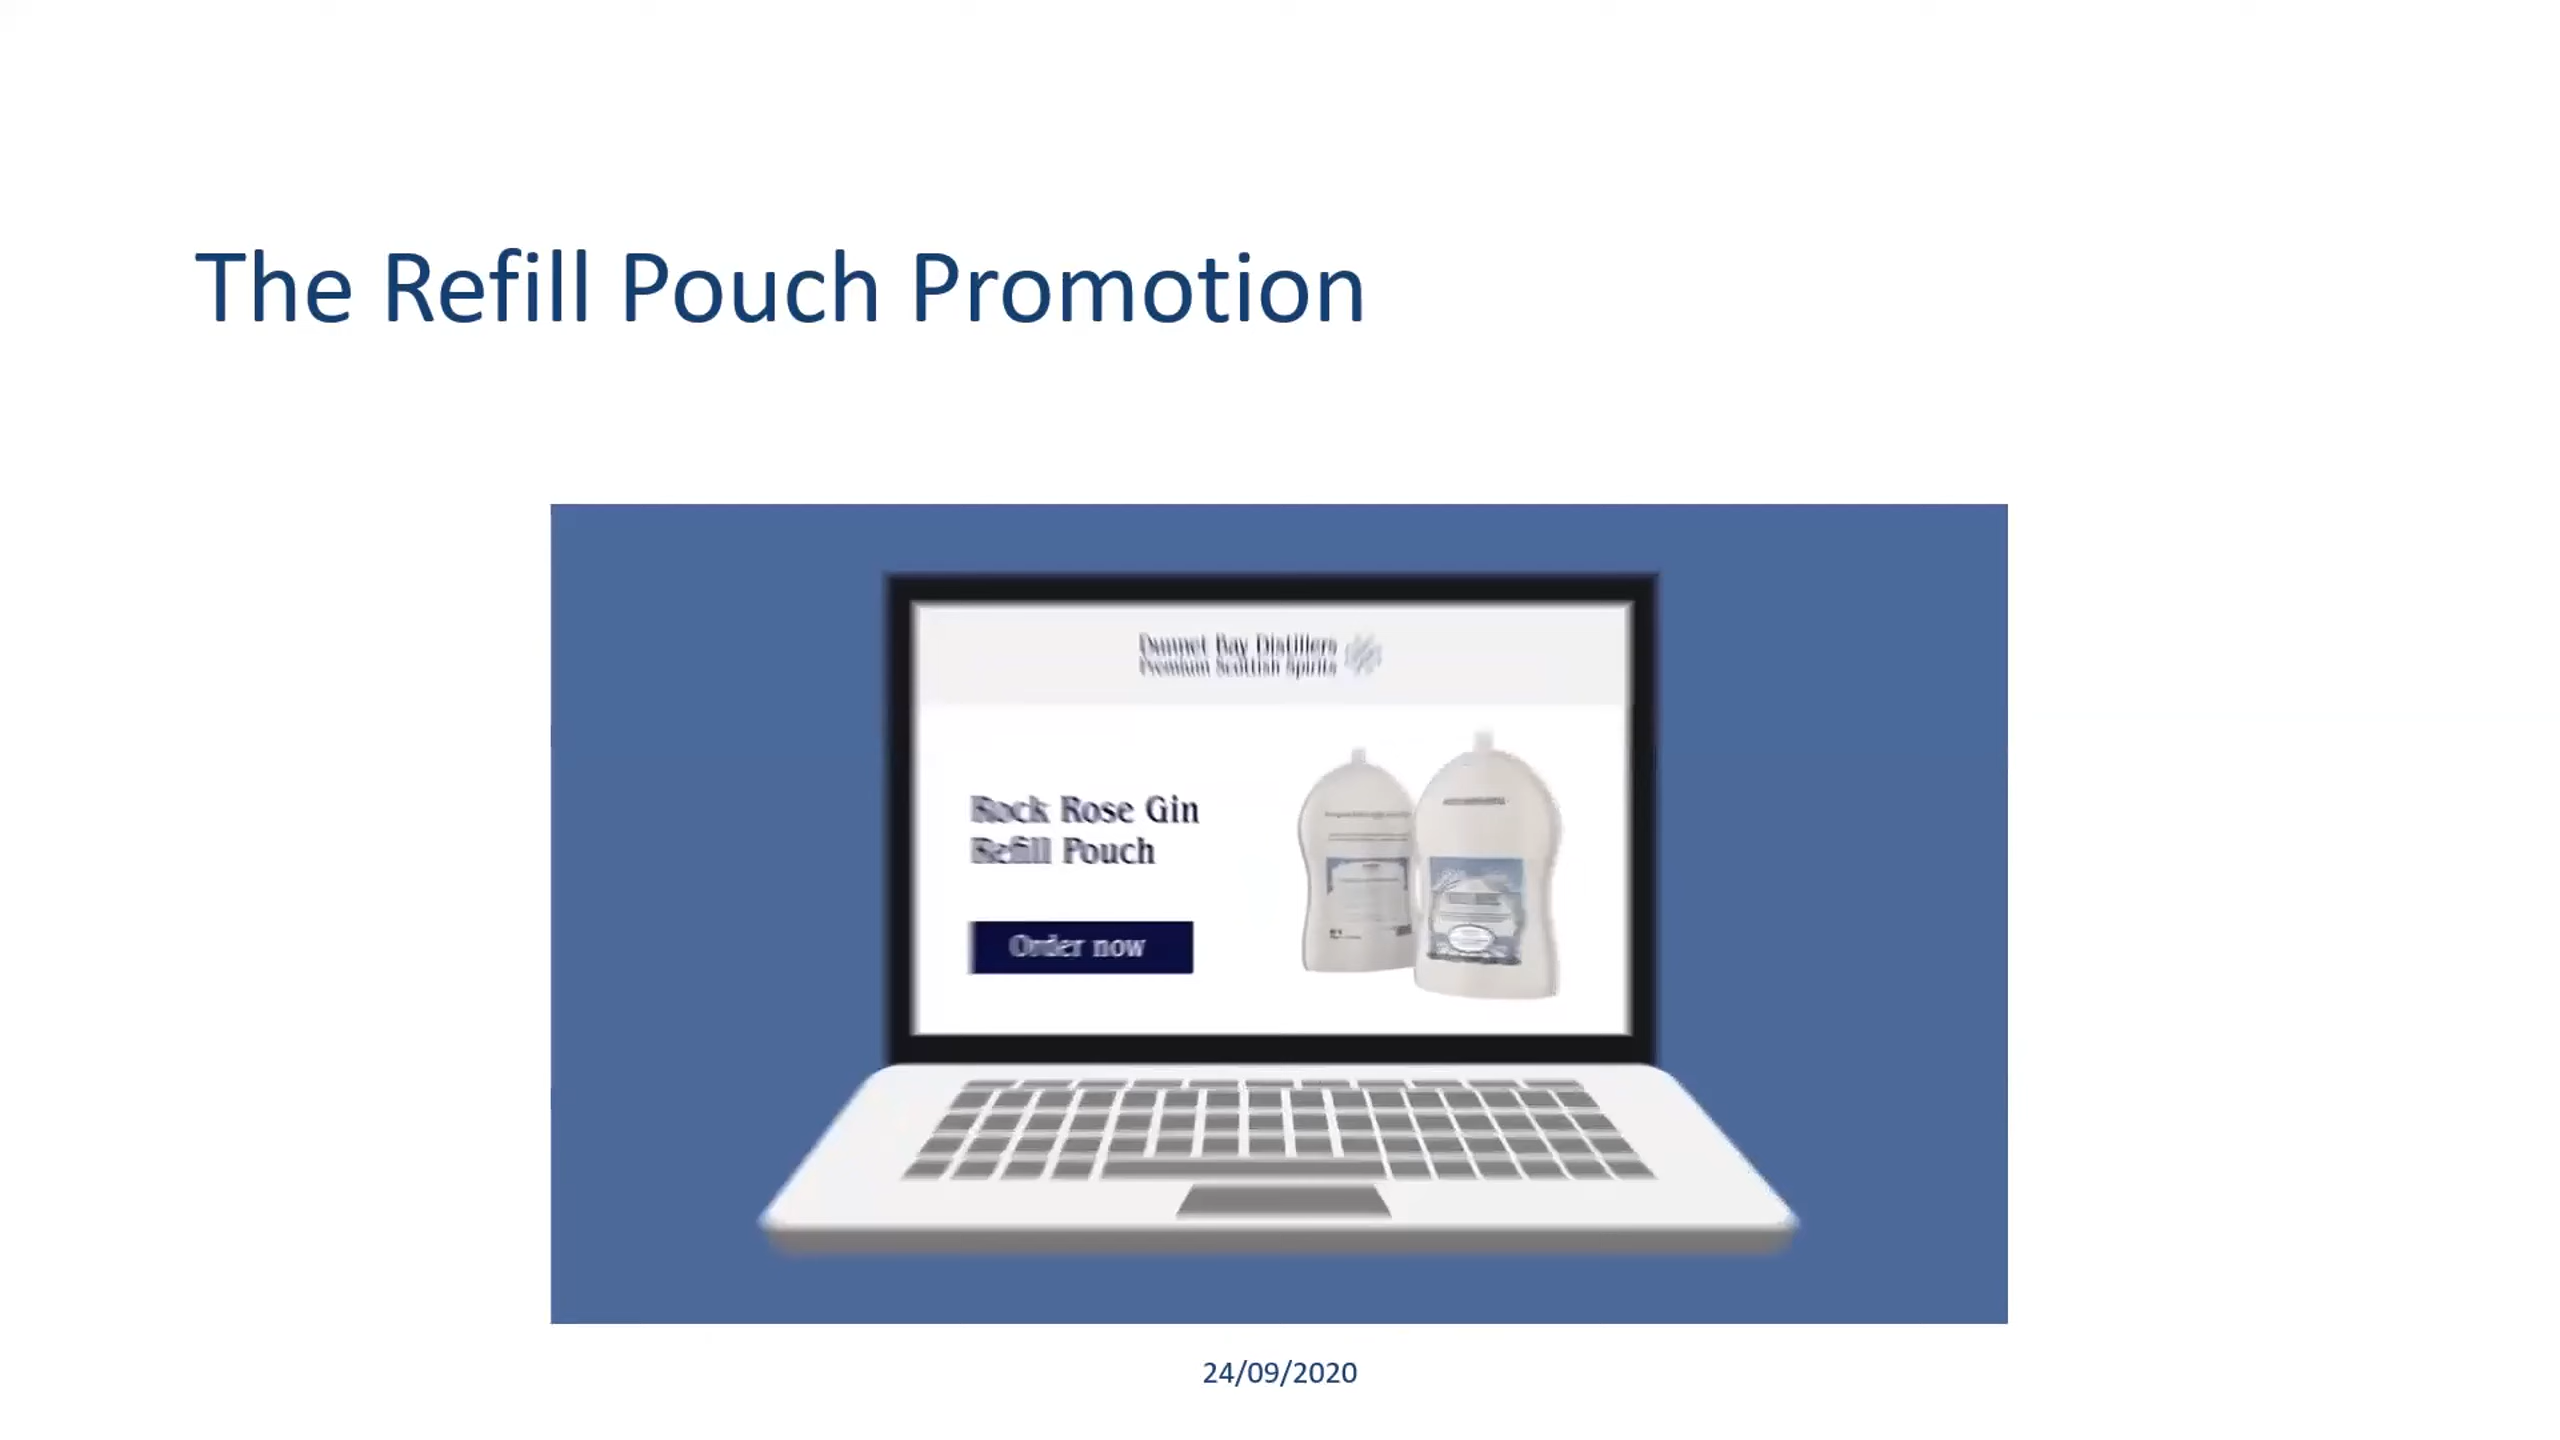 The Refill Pouch Promotion
Dunnet Bay Distillers
Premium Scottish Spirits
Rock Rose Gin
Refill Pouch
Order now
24/09/2020